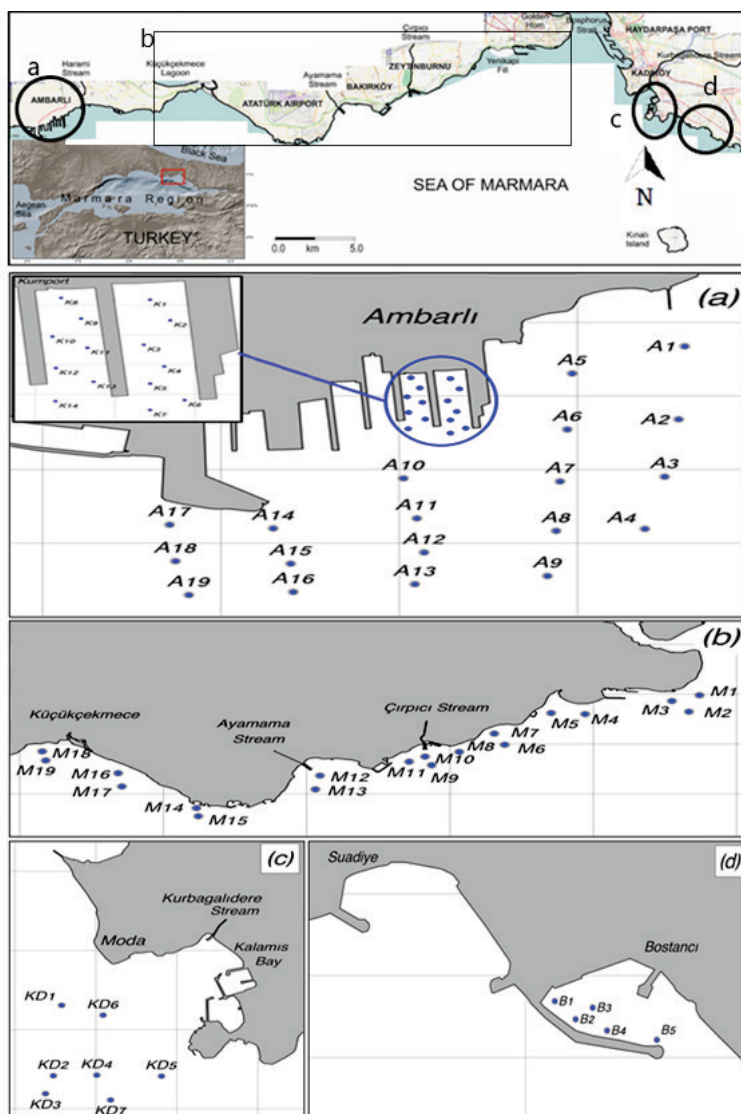 b
Çırpıcı
Stream
Golden
Horn
Bosphorus
Strait
HAYDARPAŞA PORT
Harami
Stream
Küçükçekmece
Lagoon
Kurbagalıdere Stream
a
ZEYTİNBURNU
Yenikapi
Fill
Ayamama
Stream
KADIKÖY
d
AMBARLI
BAKIRKÖY
ATATÜRK AIRPORT
c
Black Sea
N
SEA OF MARMARA
Marmara Region
Aegean
Sea
TURKEY
0.0 km 5.0
Kınalı
Island
Kumport
K8
K1
K9
K2
K10
K11
K3
K12
K4
K13
K5
K14
K6
K7
(a)
Ambarlı
A1
A5
A2
A6
A3
A10
A7
A11
A8
A4
A17
A14
A12
A18
A15
A13
A9
A19
A16
(b)
Küçükçekmece
Ayamama
Stream
Çırpıcı Stream
M1
M3
M2
M5
M4
M7
M6
M8
M10
M11
M9
M18
M19
M16
M12
M17
M13
M14
M15
(c)
Kurbagalıdere
Stream
Moda
Kalamıs
Bay
KD1
KD6
KD2
KD4
KD5
KD3
KD7
Suadiye
(d)
Bostancı
B1
B3
B2
B4
B5